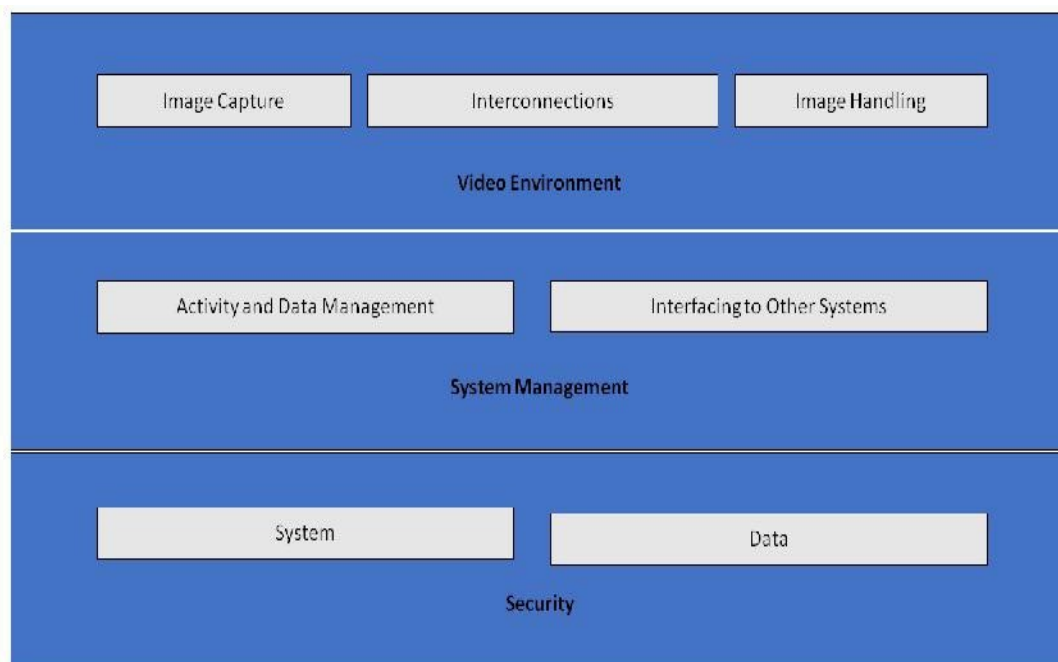 Image Capture
Interconnections
Image Handling
Video Environment
Activity and Data Management
Interfacing to Other Systems
System Management
System
Data
Security